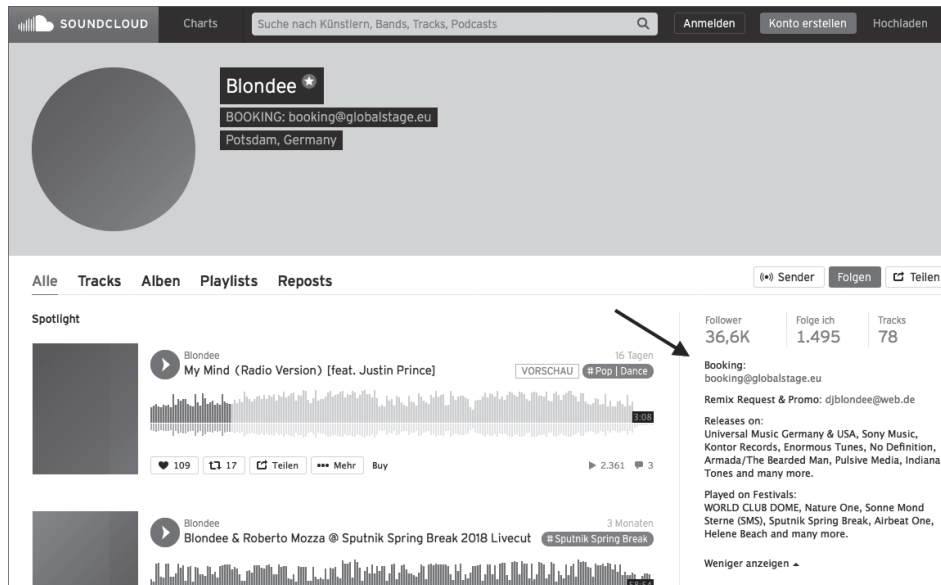 SOUNDCLOUD
Charts
Suche nach Künstlern, Bands, Tracks, Podcasts
Anmelden
Konto erstellen
Hochladen
Blondee
BOOKING: booking@globalstage.eu
Potsdam, Germany
Alle Tracks Alben Playlists Reposts
Sender
Folgen
Teilen
Spotlight
Blondee
16 Tagen
My Mind (Radio Version) [feat. Justin Prince]
VORSCHAU
# Pop | Dance
3:08
109
17
Teilen
Mehr
Buy
2.361
3
Blondee
3 Monaten
Blondee & Roberto Mozza @ Sputnik Spring Break 2018 Livecut
# Sputnik Spring Break
58:54
Follower Folge ich Tracks
36,6K 1.495 78
Booking:
booking@globalstage.eu
Remix Request & Promo: djblondee@web.de
Releases on:
Universal Music Germany & USA, Sony Music,
Kontor Records, Enormous Tunes, No Definition,
Armada/The Bearded Man, Pulsive Media, Indiana
Tones and many more.
Played on Festivals:
WORLD CLUB DOME, Nature One, Sonne Mond
Sterne (SMS), Sputnik Spring Break, Airbeat One,
Helene Beach and many more.
Weniger anzeigen